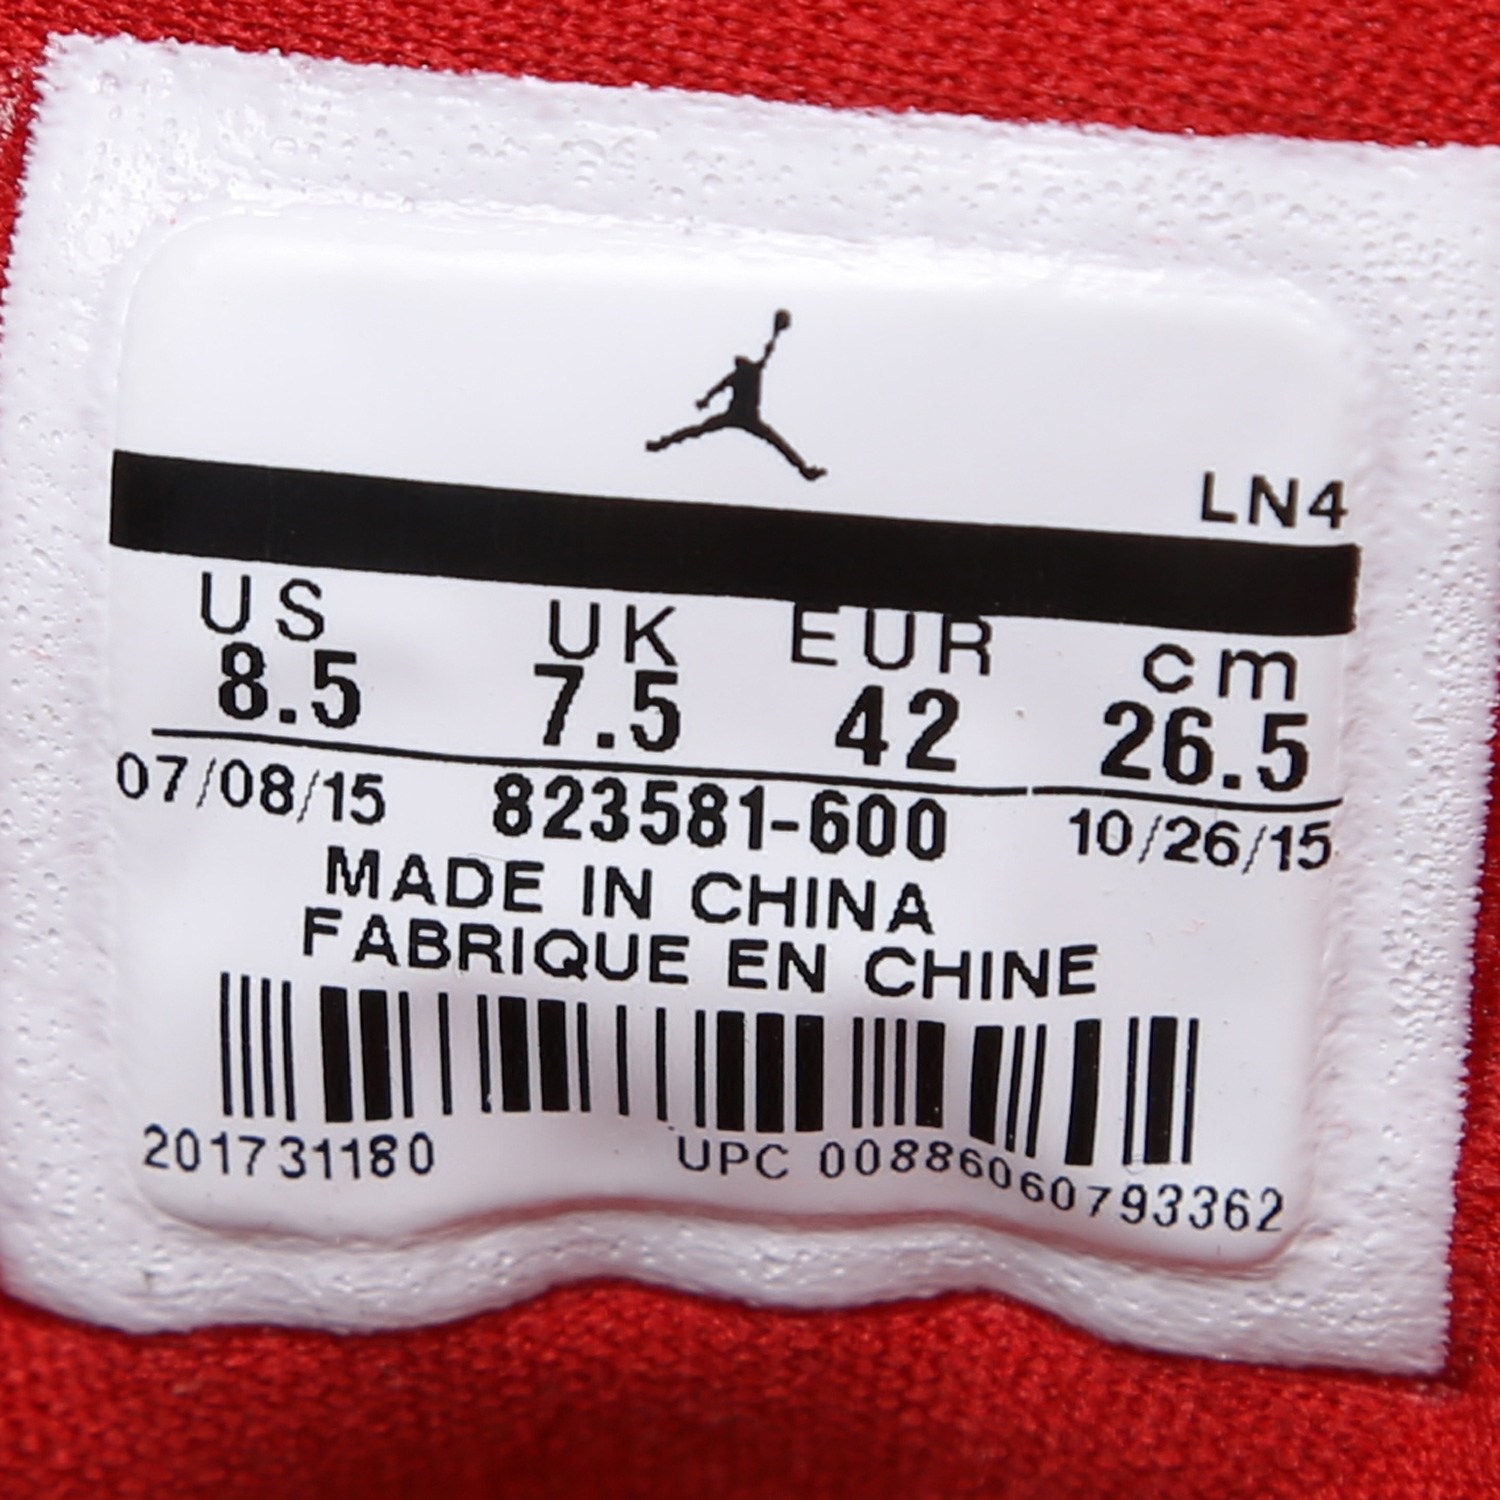 LN4
US UK EUR cm
8.5 7.5 42 26.5
07/08/15 823581-600 10/26/15
MADE IN CHINA
FABRIQUE EN CHINE
201731180 UPC 00886060793362